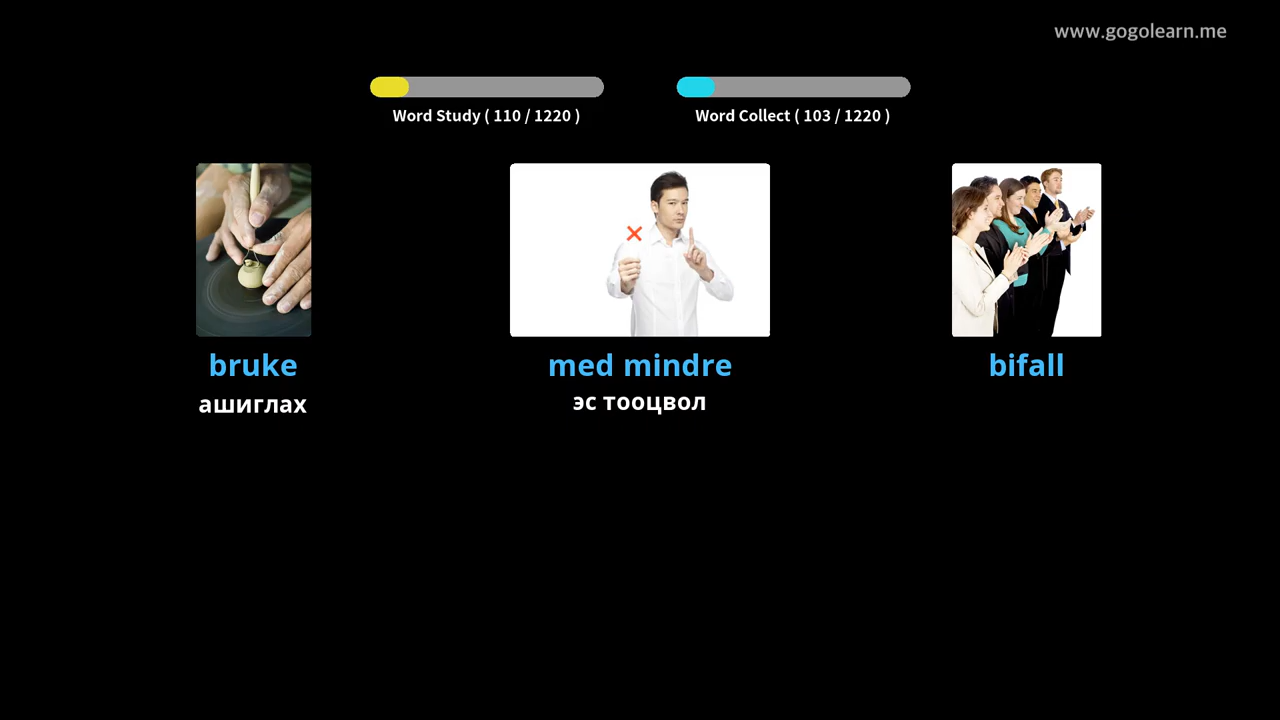 www.gogolearn.me
Word Study ( 110 / 1220 )
Word Collect ( 103 / 1220 )
bruke
med mindre
bifall
ашиглах
эс тооцвол